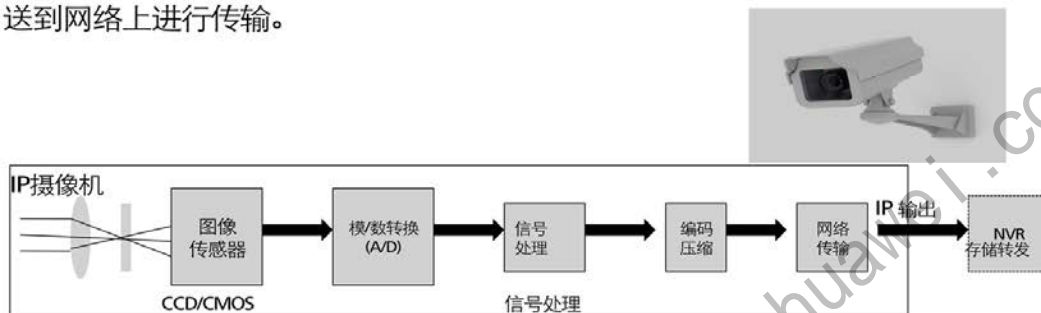 送到网络上进行传输。
IP摄像机
图像
传感器
模/数转换
(A/D)
信号
处理
编码
压缩
网络
传输
IP 输出
NVR
存储转发
CCD/CMOS
信号处理
huawei.co